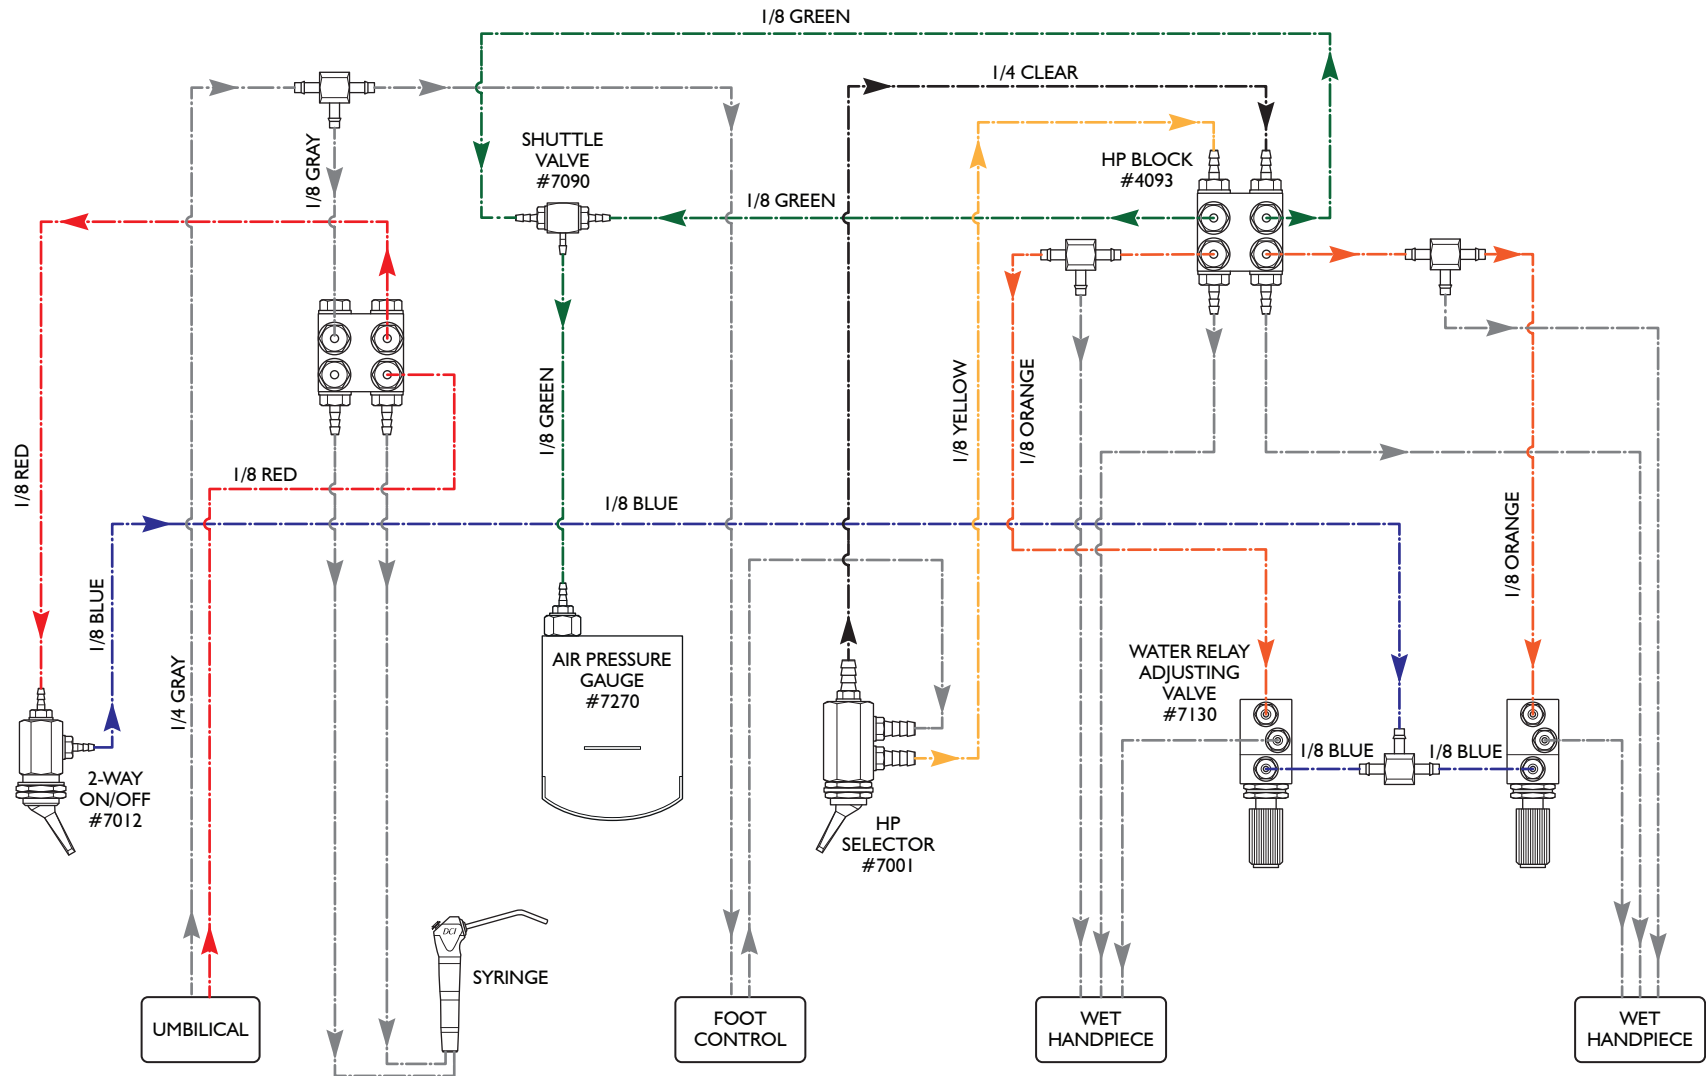 1/8 GREEN
1/4 CLEAR
1/8 GRAY
SHUTTLE
VALVE
#7090
HP BLOCK
#4093
1/8 GREEN
1/8 RED
1/8 RED
1/8 GREEN
1/8 YELLOW
1/8 ORANGE
1/8 BLUE
1/8 ORANGE
1/8 BLUE
1/4 GRAY
AIR PRESSURE
GAUGE
#7270
WATER RELAY
ADJUSTING
VALVE
#7130
1/8 BLUE
1/8 BLUE
2-WAY
ON/OFF
#7012
HP
SELECTOR
#7001
DCI
SYRINGE
UMBILICAL
FOOT
CONTROL
WET
HANDPIECE
WET
HANDPIECE